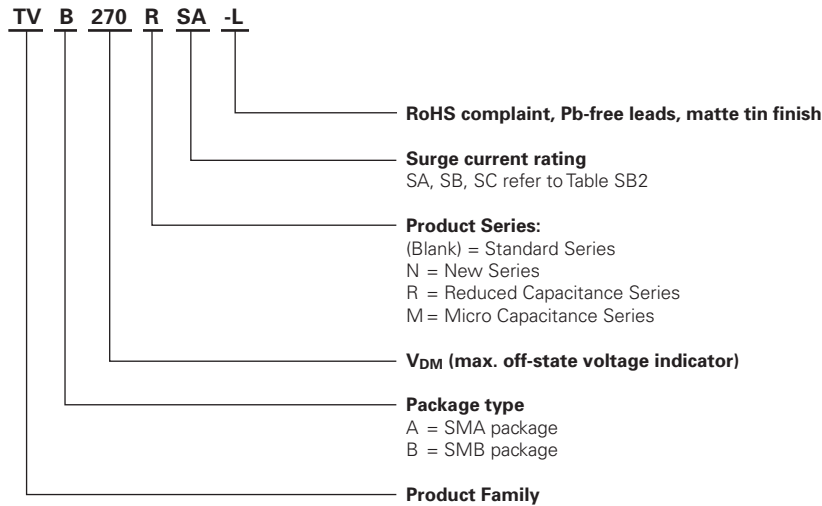 TV B 270 R SA -L
RoHS complaint, Pb-free leads, matte tin finish
Surge current rating
SA, SB, SC refer to Table SB2
Product Series:
(Blank) = Standard Series
N = New Series
R = Reduced Capacitance Series
M = Micro Capacitance Series
VDM (max. off-state voltage indicator)
Package type
A = SMA package
B = SMB package
Product Family